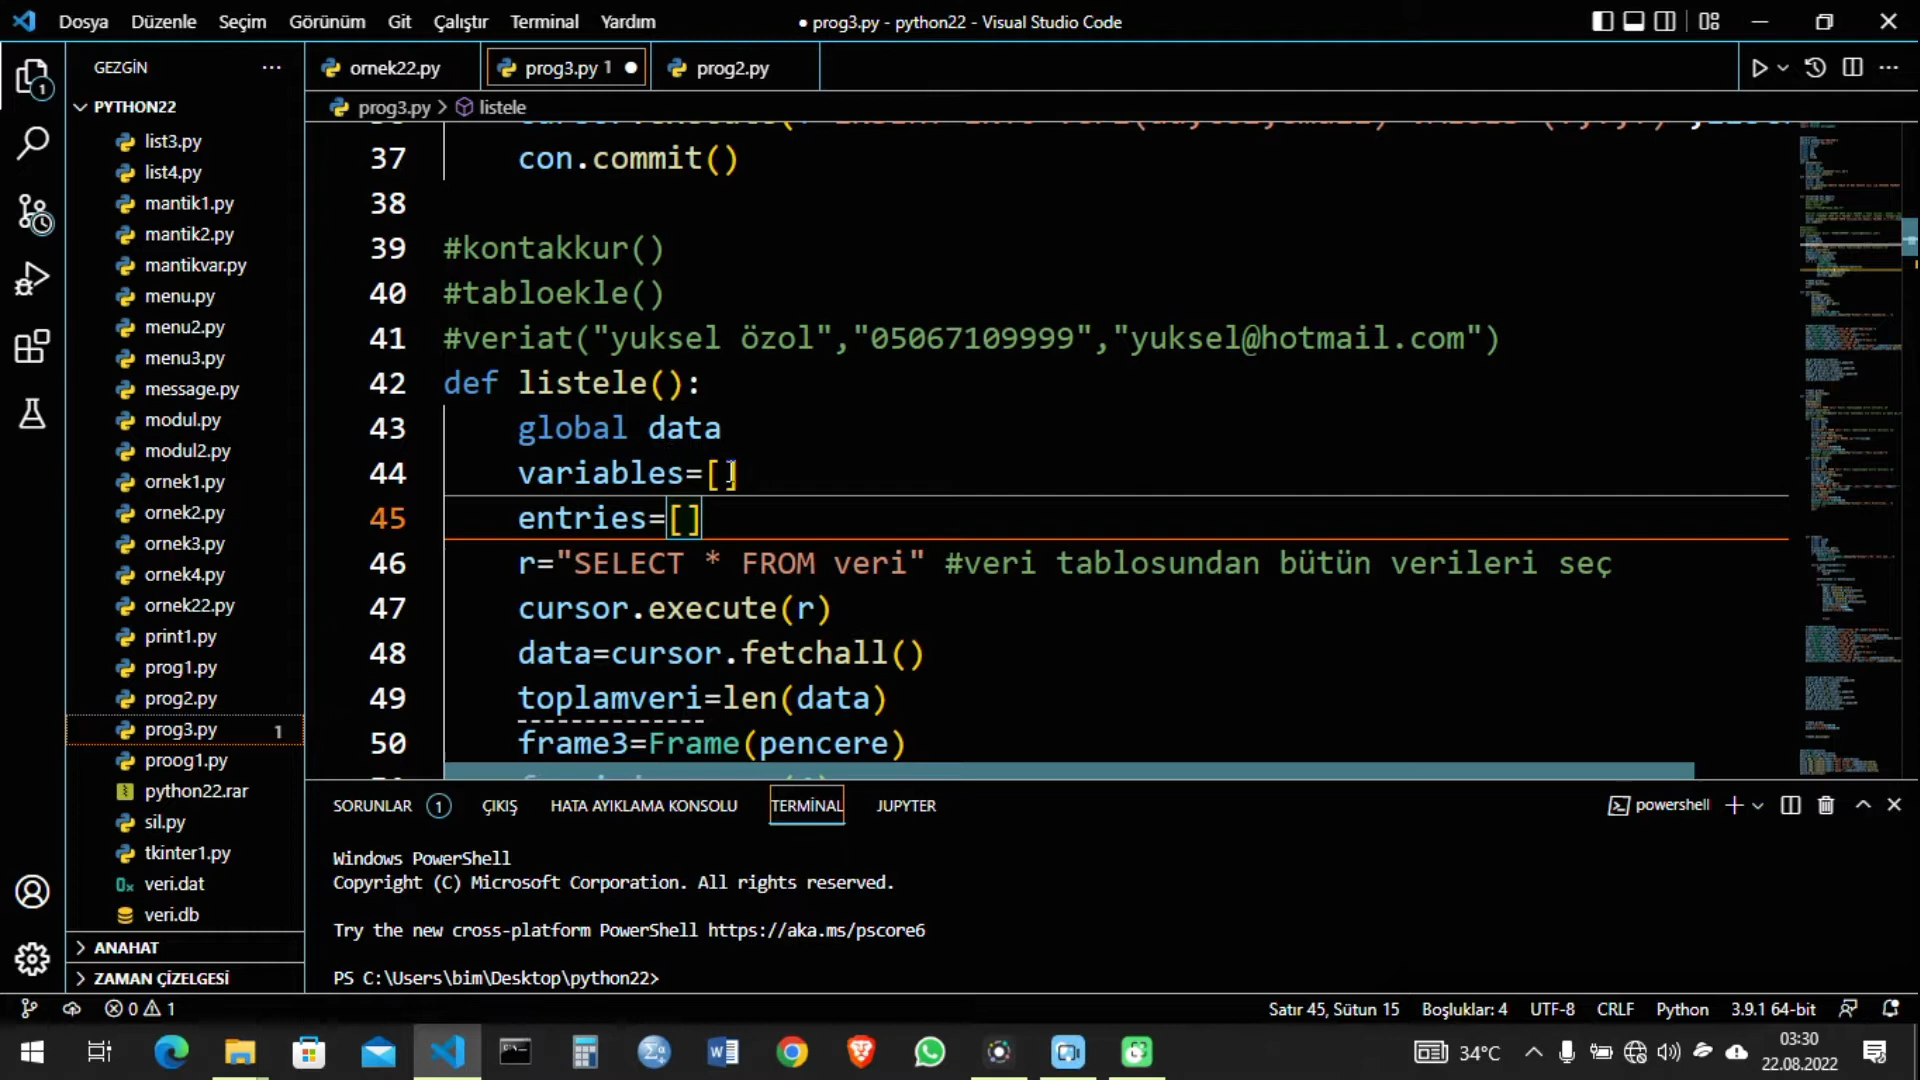 Dosya Düzenle Seçim Görünüm Git Çalıştır Terminal Yardım
● prog3.py - python22 - Visual Studio Code
GEZGİN
PYTHON22
list3.py
list4.py
mantik1.py
mantik2.py
mantikvar.py
menu.py
menu2.py
menu3.py
message.py
modul.py
modul2.py
ornek1.py
ornek2.py
ornek3.py
ornek4.py
ornek22.py
print1.py
prog1.py
prog2.py
prog3.py 1
proog1.py
python22.rar
sil.py
tkinter1.py
veri.dat
veri.db
ANAHAT
ZAMAN ÇİZELGESİ
ornek22.py prog3.py 1 ● prog2.py
prog3.py > listele
37 con.commit()
38
39 #kontakkur()
40 #tabloekle()
41 #veriat("yuksel özol","05067109999","yuksel@hotmail.com")
42 def listele():
43 global data
44 variables=[]
45 entries=[]
46 r="SELECT * FROM veri" #veri tablosundan bütün verileri seç
47 cursor.execute(r)
48 data=cursor.fetchall()
49 toplamveri=len(data)
50 frame3=Frame(pencere)
SORUNLAR 1 ÇIKIŞ HATA AYIKLAMA KONSOLU TERMİNAL JUPYTER
powershell
Windows PowerShell
Copyright (C) Microsoft Corporation. All rights reserved.
Try the new cross-platform PowerShell https://aka.ms/pscore6
PS C:\Users\bim\Desktop\python22>
0 1
Satır 45, Sütun 15 Boşluklar: 4 UTF-8 CRLF Python 3.9.1 64-bit
34°C
03:30
22.08.2022